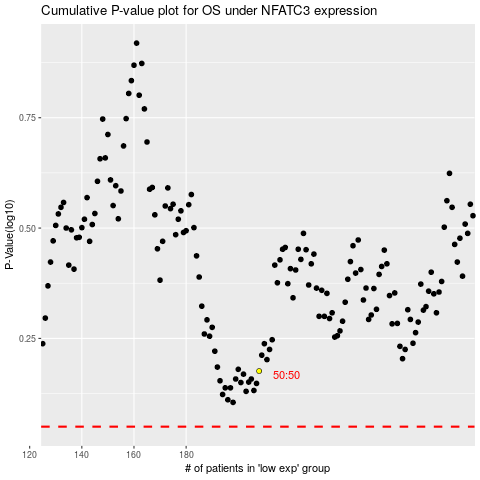 Cumulative P-value plot for OS under NFATC3 expression
P-Value(log10)
0.75
0.50
0.25
50:50
120
140
160
180
# of patients in 'low exp' group